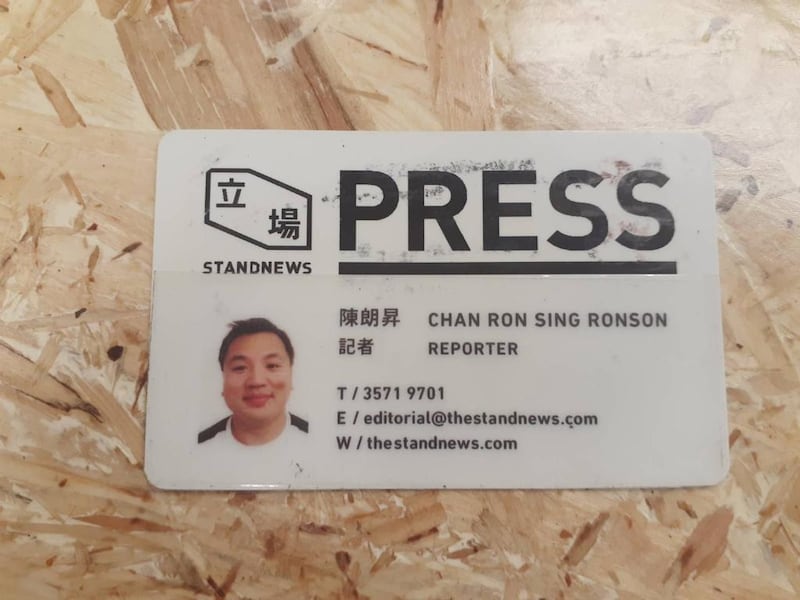 立場
PRESS
STANDNEWS
陳朗昇 CHAN RON SING RONSON
記者 REPORTER
T / 3571 9701
E / editorial@thestandnews.com
W / thestandnews.com